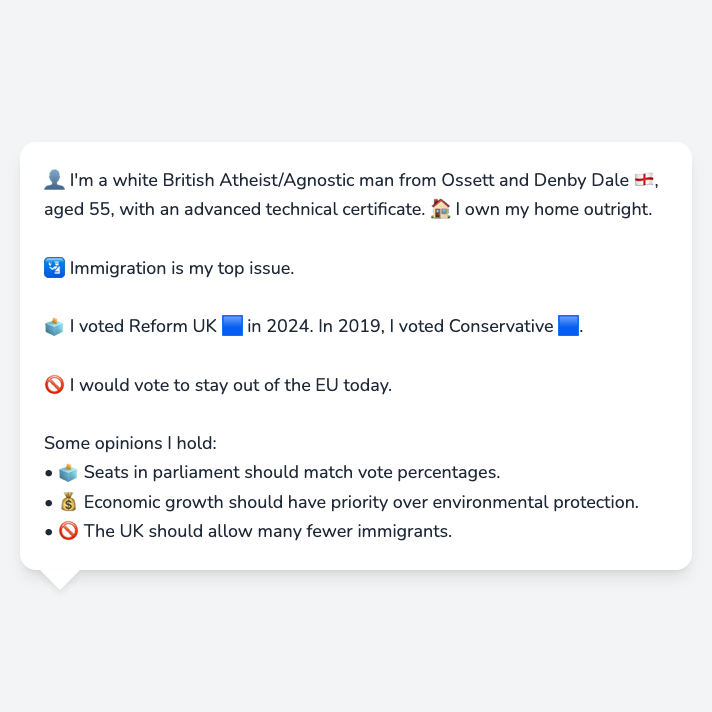 👤 I'm a white British Atheist/Agnostic man from Ossett and Denby Dale 🏴󠁧󠁢󠁥󠁮󠁧󠁿,
aged 55, with an advanced technical certificate. 🏠 I own my home outright.
🛂 Immigration is my top issue.
🗳️ I voted Reform UK 🟦 in 2024. In 2019, I voted Conservative 🟦.
🚫 I would vote to stay out of the EU today.
Some opinions I hold:
• 🗳️ Seats in parliament should match vote percentages.
• 💰 Economic growth should have priority over environmental protection.
• 🚫 The UK should allow many fewer immigrants.